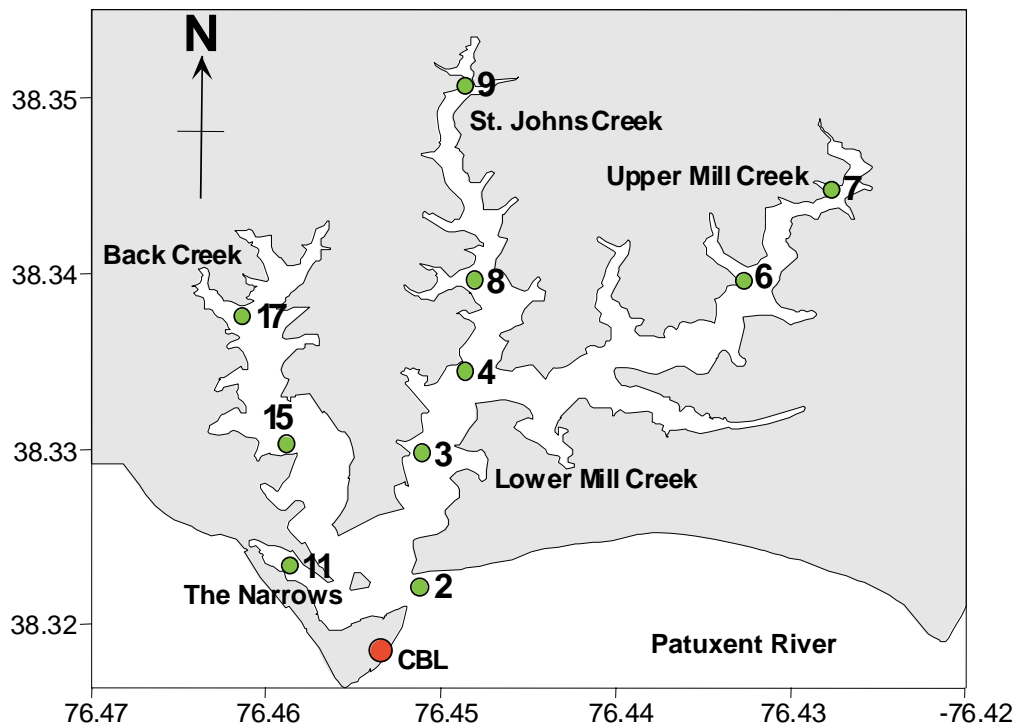 N
38.35
9
St. Johns Creek
Upper Mill Creek
7
Back Creek
38.34
8
6
17
4
15
38.33
3
Lower Mill Creek
11
The Narrows
2
38.32
Patuxent River
CBL
76.47 76.46 76.45 76.44 76.43 -76.42